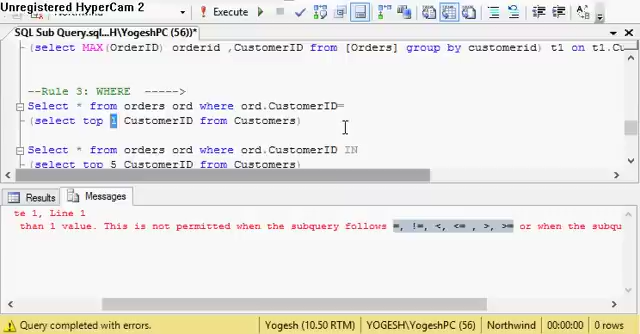 Unregistered HyperCam 2
Northwind
Execute
SQL Sub Query.sql...H\YogeshPC (56))*
(select MAX(OrderID) orderid ,CustomerID from [Orders] group by customerid) t1 on t1.Cu
--Rule 3: WHERE ----->
Select * from orders ord where ord.CustomerID=
(select top 1 CustomerID from Customers)
Select * from orders ord where ord.CustomerID IN
(select top 5 CustomerID from Customers)
Results Messages
te 1, Line 1
than 1 value. This is not permitted when the subquery follows =, !=, <, <= , >, >= or when the subqu
Query completed with errors. Yogesh (10.50 RTM) YOGESH\YogeshPC (56) Northwind 00:00:00 0 rows